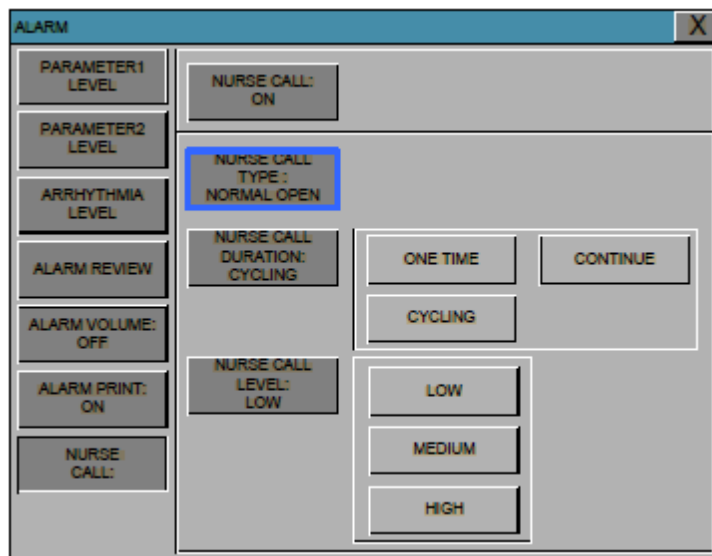 ALARM
X
PARAMETER1
LEVEL
PARAMETER2
LEVEL
ARRHYTHMIA
LEVEL
ALARM REVIEW
ALARM VOLUME:
OFF
ALARM PRINT:
ON
NURSE
CALL:
NURSE CALL:
ON
NURSE CALL
TYPE :
NORMAL OPEN
NURSE CALL
DURATION:
CYCLING
ONE TIME
CONTINUE
CYCLING
NURSE CALL
LEVEL:
LOW
LOW
MEDIUM
HIGH